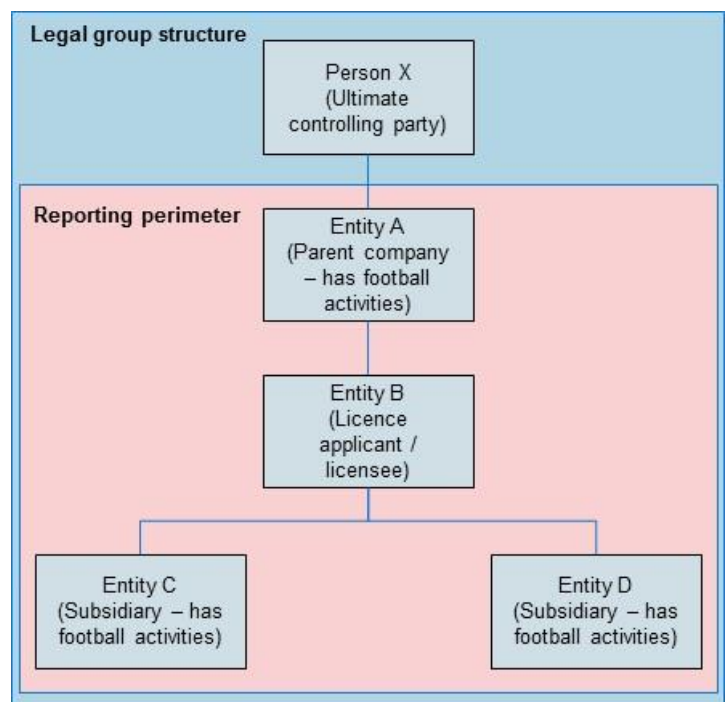 Legal group structure
Person X
(Ultimate
controlling party)
Reporting perimeter
Entity A
(Parent company
– has football
activities)
Entity B
(Licence
applicant /
licensee)
Entity C
(Subsidiary – has
football activities)
Entity D
(Subsidiary – has
football activities)